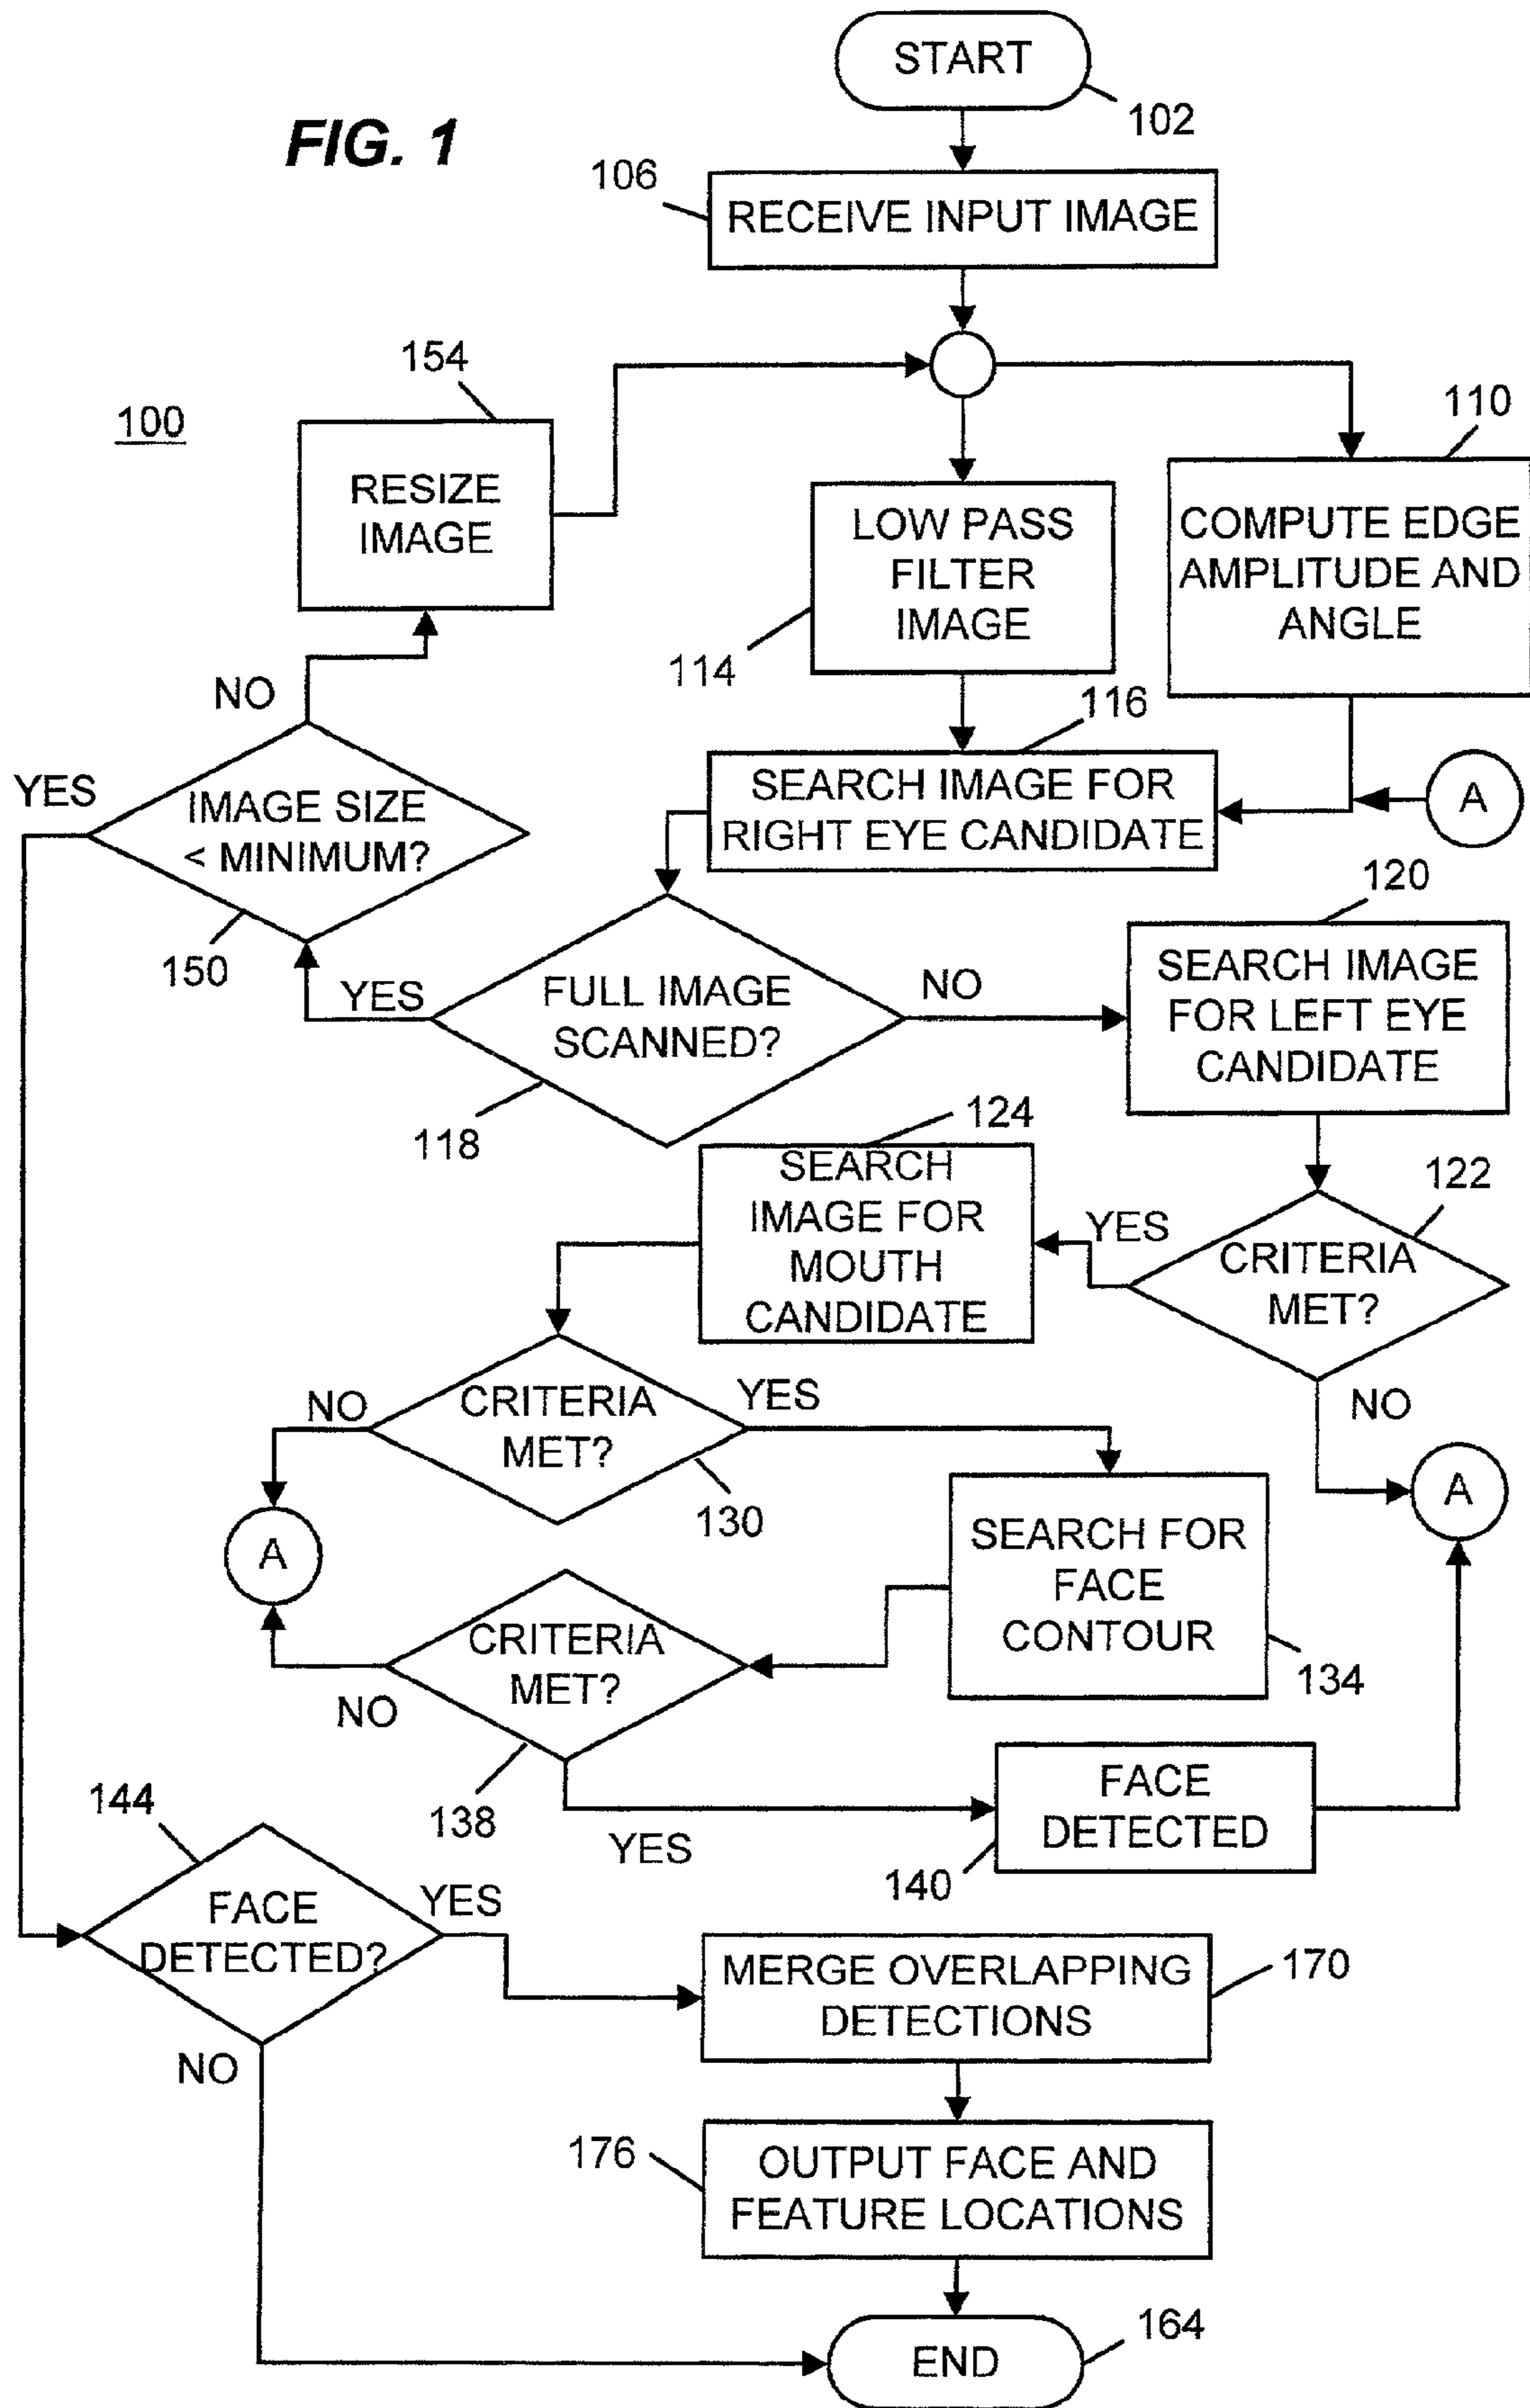 START
102
FIG. 1
106
RECEIVE INPUT IMAGE
154
100
110
RESIZE
IMAGE
LOW PASS
FILTER
IMAGE
COMPUTE EDGE
AMPLITUDE AND
ANGLE
114
NO
116
YES
IMAGE SIZE
< MINIMUM?
SEARCH IMAGE FOR
RIGHT EYE CANDIDATE
A
150
120
YES
FULL IMAGE
SCANNED?
NO
SEARCH IMAGE
FOR LEFT EYE
CANDIDATE
118
124
SEARCH
IMAGE FOR
MOUTH
CANDIDATE
122
YES
CRITERIA
MET?
NO
NO
CRITERIA
MET?
YES
130
A
A
SEARCH FOR
FACE
CONTOUR
134
CRITERIA
MET?
NO
138
YES
FACE
DETECTED
140
144
FACE
DETECTED?
YES
NO
MERGE OVERLAPPING
DETECTIONS
170
176
OUTPUT FACE AND
FEATURE LOCATIONS
END
164